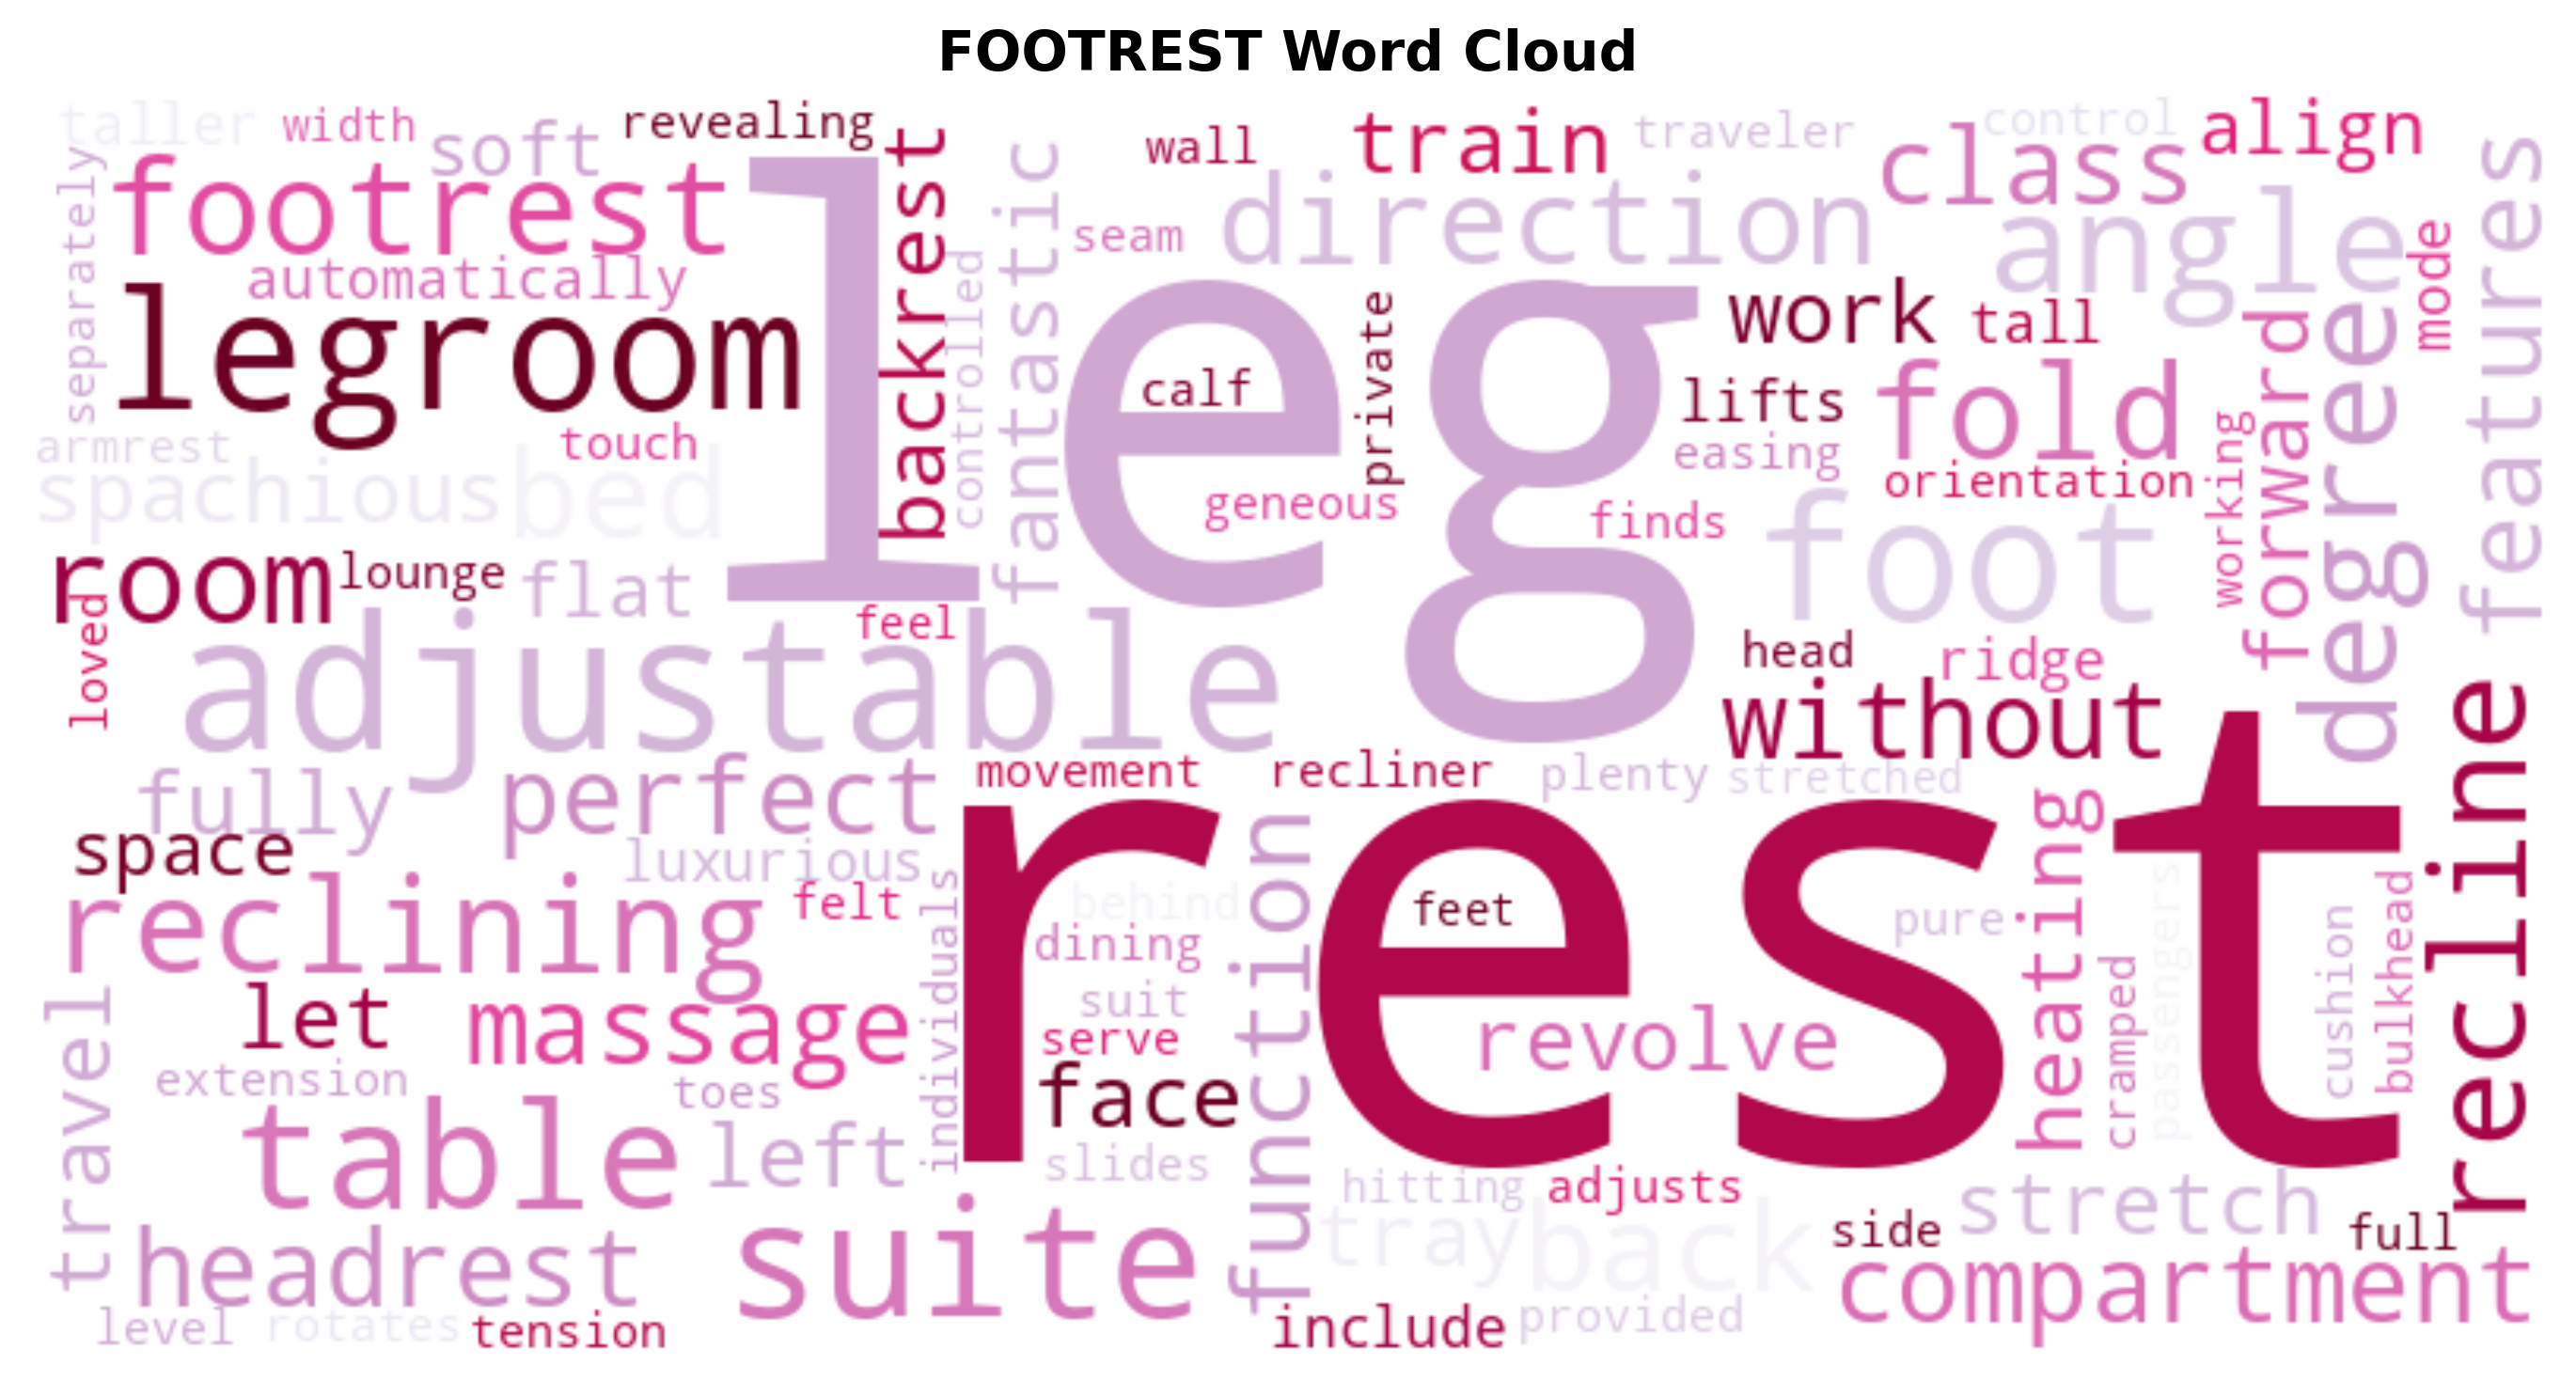 FOOTREST Word Cloud
taller
width
soft
revealing
wall
train
traveler
control
class
align
separately
footrest
automatically
backrest
controlled
fantastic
seam
direction
angle
mode
features
legroom
leg
calf
private
work
tall
forward
degree
touch
lifts
fold
easing
armrest
spachious
bed
geneous
finds
orientation
working
foot
room
lounge
flat
feel
loved
adjustable
head
ridge
without
fully
perfect
movement
recliner
plenty
stretched
recline
space
luxurious
rest
function
heating
reclining
felt
individuals
behind
feet
pure
passengers
cushion
bulkhead
dining
cramped
travel
let
massage
suit
serve
revolve
extension
toes
face
table
left
slides
hitting
adjusts
stretch
headrest
suite
tray
back
side
full
compartment
level
rotates
tension
include
provided